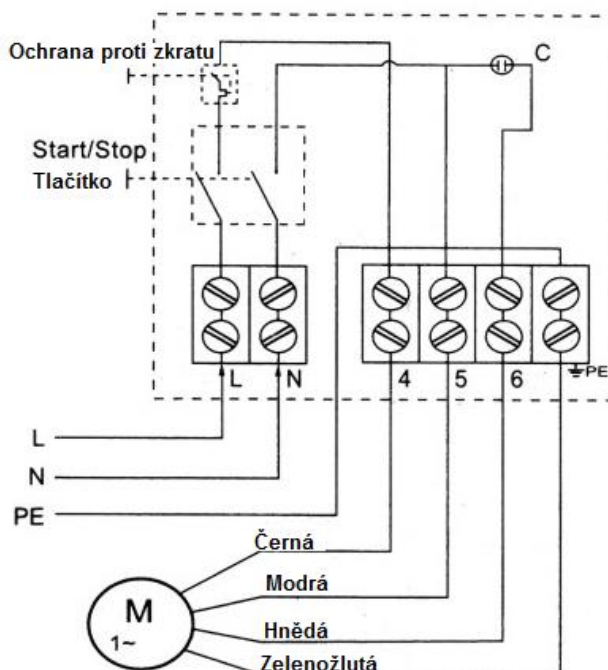 Ochrana proti zkratu
C
Start/Stop
Tlačítko
L N
4 5 6 PE
L
N
PE
Černá
Modrá
M
1~
Hnědá
Zelenožlutá